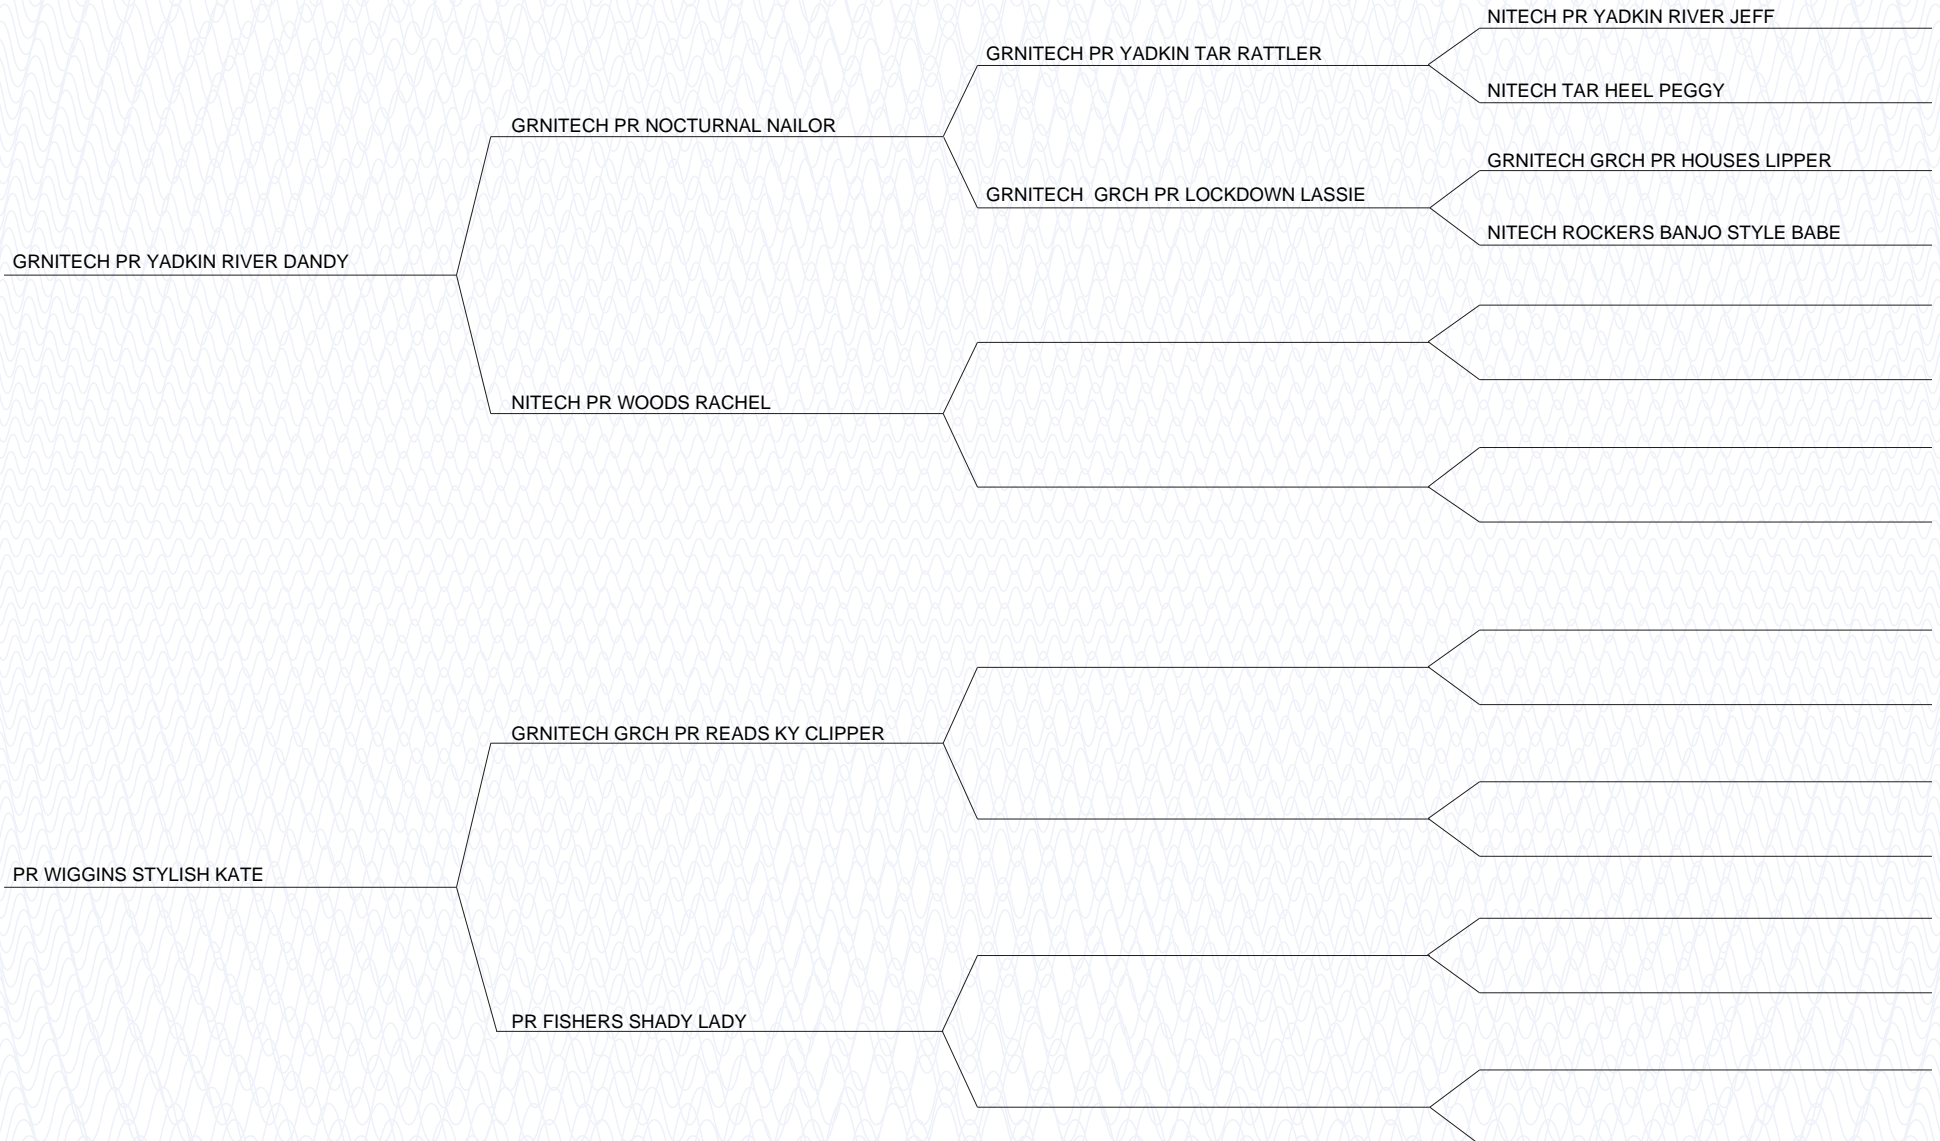 NITECH PR YADKIN RIVER JEFF
GRNITECH PR YADKIN TAR RATTLER
NITECH TAR HEEL PEGGY
GRNITECH PR NOCTURNAL NAILOR
GRNITECH GRCH PR HOUSES LIPPER
GRNITECH  GRCH PR LOCKDOWN LASSIE
NITECH ROCKERS BANJO STYLE BABE
GRNITECH PR YADKIN RIVER DANDY
NITECH PR WOODS RACHEL
GRNITECH GRCH PR READS KY CLIPPER
PR WIGGINS STYLISH KATE
PR FISHERS SHADY LADY